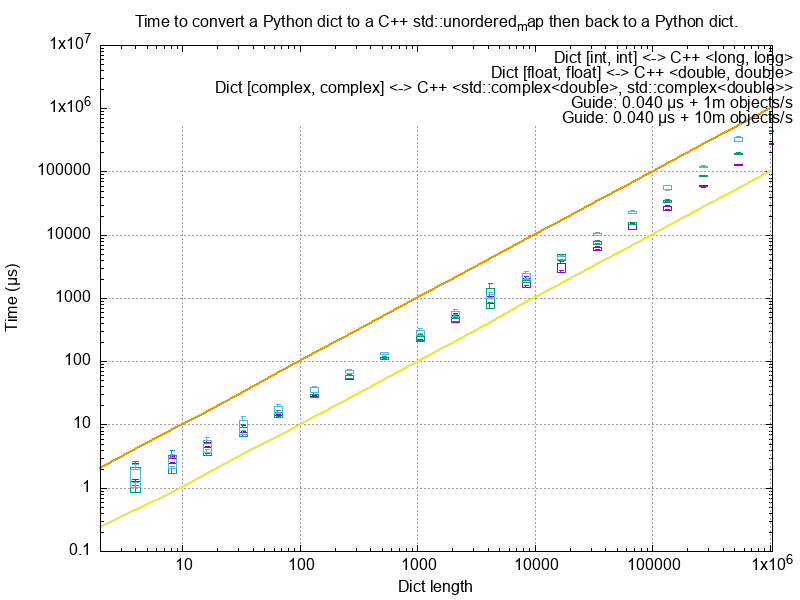 Time to convert a Python dict to a C++ std::unordered_map then back to a Python dict.
Dict [int, int] <-> C++ <long, long>
Dict [float, float] <-> C++ <double, double>
Dict [complex, complex] <-> C++ <std::complex<double>, std::complex<double>>
Guide: 0.040 µs + 1m objects/s
Guide: 0.040 µs + 10m objects/s
1x10^7
1x10^6
100000
10000
1000
100
10
1
0.1
Time (µs)
10 100 1000 10000 100000 1x10^6
Dict length